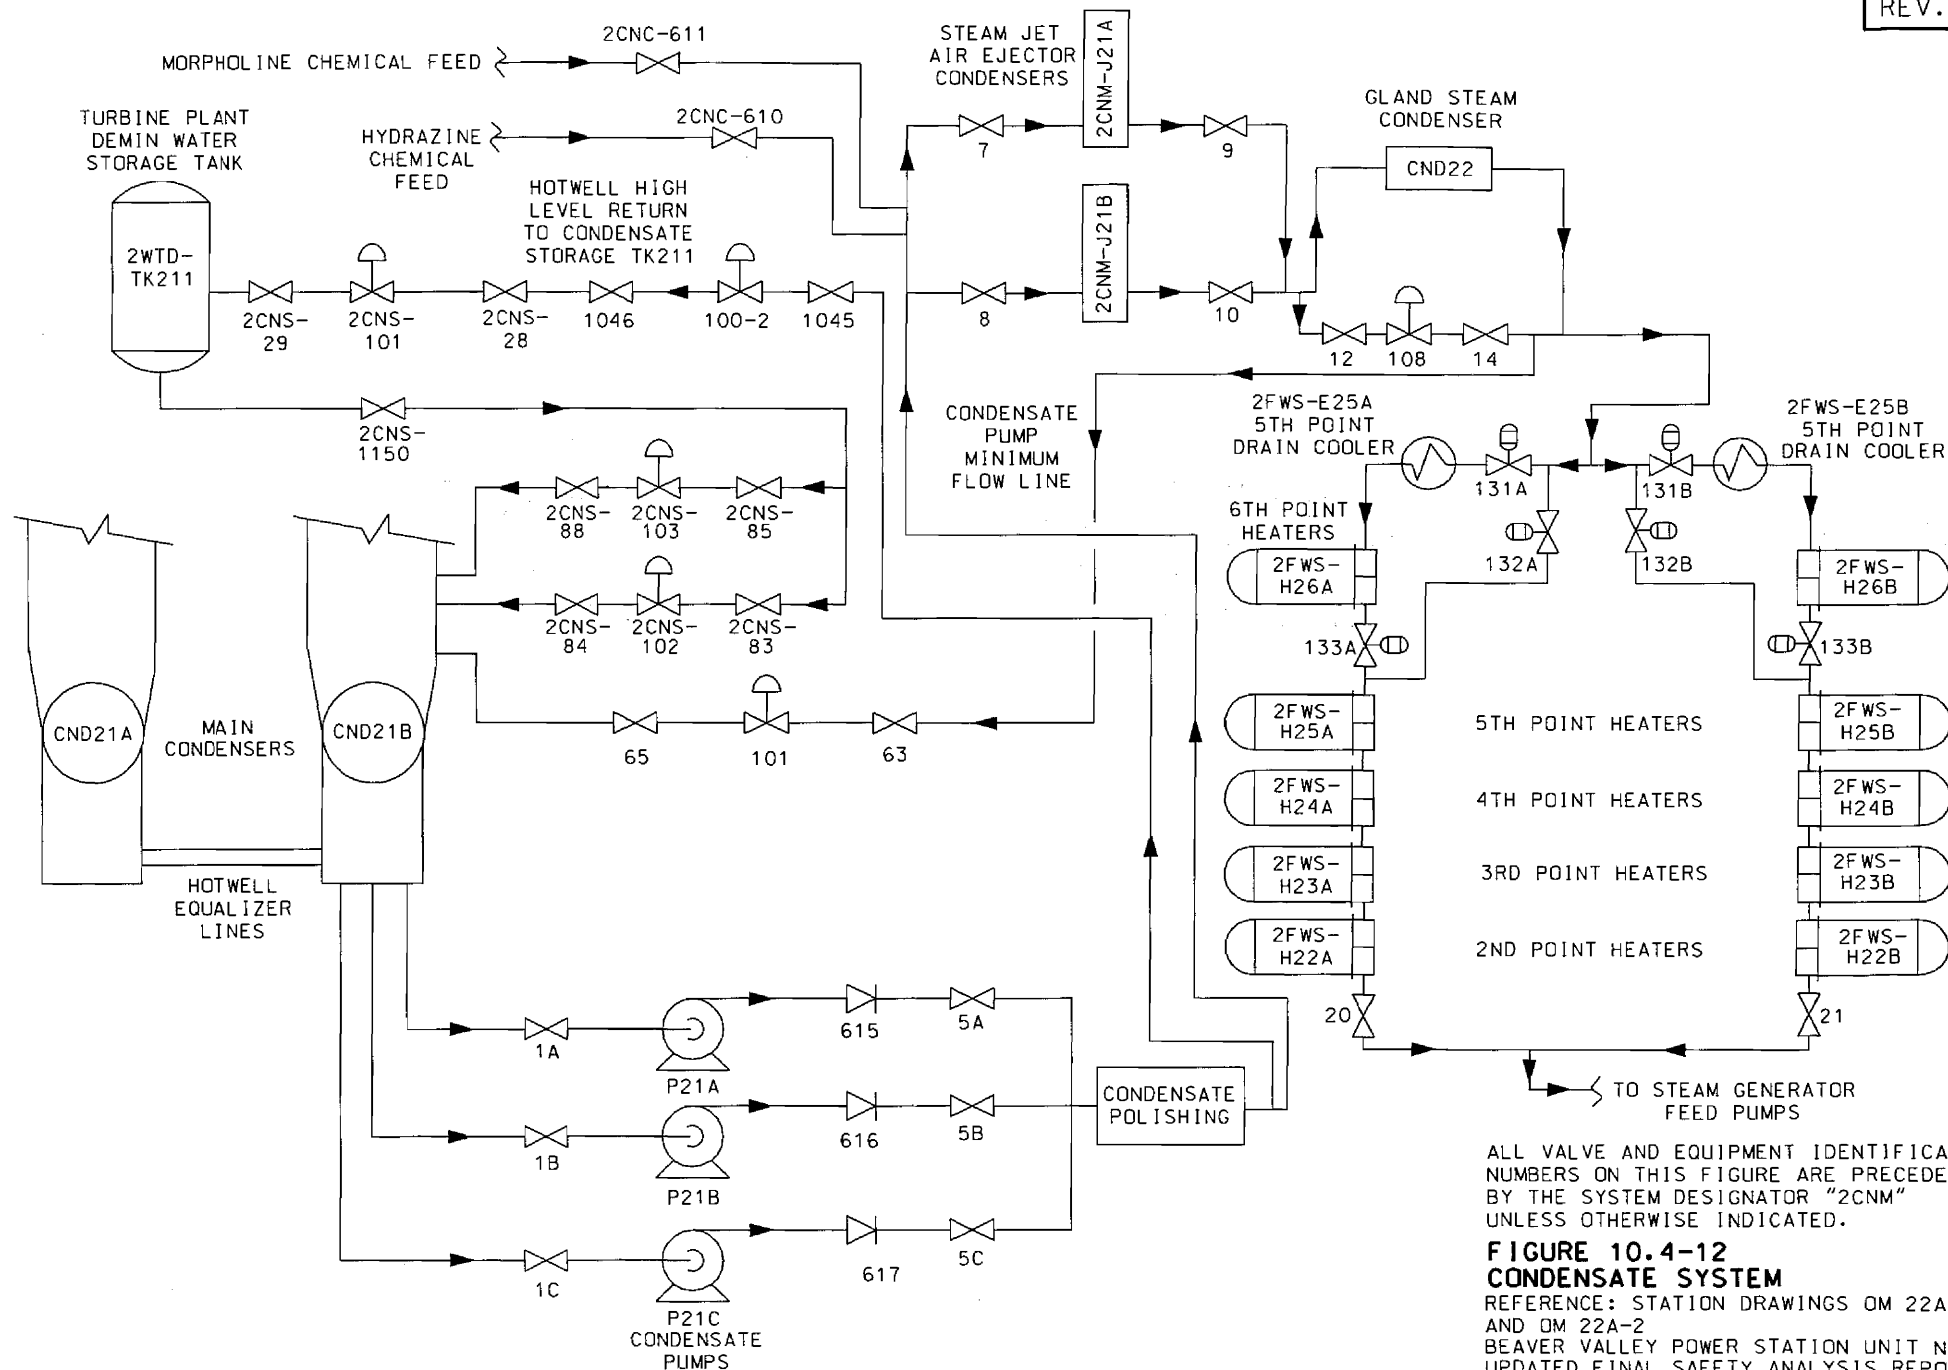 REV.
2CNC-611
MORPHOLINE CHEMICAL FEED
STEAM JET
AIR EJECTOR
CONDENSERS
2CNM-J21A
TURBINE PLANT
DEMIN WATER
STORAGE TANK
2CNC-610
HYDRAZINE
CHEMICAL
FEED
7
9
GLAND STEAM
CONDENSER
CND22
HOTWELL HIGH
LEVEL RETURN
TO CONDENSATE
STORAGE TK211
2CNM-J21B
2WTD-
TK211
2CNS-
29
2CNS-
101
2CNS-
28
1046
100-2
1045
8
10
12
108
14
2CNS-
1150
CONDENSATE
PUMP
MINIMUM
FLOW LINE
2FWS-E25A
5TH POINT
DRAIN COOLER
2FWS-E25B
5TH POINT
DRAIN COOLER
131A
131B
2CNS-
88
2CNS-
103
2CNS-
85
6TH POINT
HEATERS
132A
132B
2FWS-
H26A
2FWS-
H26B
2CNS-
84
2CNS-
102
2CNS-
83
133A
133B
CND21A
MAIN
CONDENSERS
CND21B
65
101
63
2FWS-
H25A
5TH POINT HEATERS
2FWS-
H25B
2FWS-
H24A
4TH POINT HEATERS
2FWS-
H24B
2FWS-
H23A
3RD POINT HEATERS
2FWS-
H23B
HOTWELL
EQUALIZER
LINES
2FWS-
H22A
2ND POINT HEATERS
2FWS-
H22B
20
21
1A
P21A
615
5A
1B
P21B
616
5B
CONDENSATE
POLISHING
TO STEAM GENERATOR
FEED PUMPS
1C
P21C
CONDENSATE
PUMPS
617
5C
ALL VALVE AND EQUIPMENT IDENTIFICA
NUMBERS ON THIS FIGURE ARE PRECEDE
BY THE SYSTEM DESIGNATOR "2CNM"
UNLESS OTHERWISE INDICATED.
FIGURE 10.4-12
CONDENSATE SYSTEM
REFERENCE: STATION DRAWINGS OM 22A
AND OM 22A-2
BEAVER VALLEY POWER STATION UNIT N
UPDATED FINAL SAFETY ANALYSIS REPO